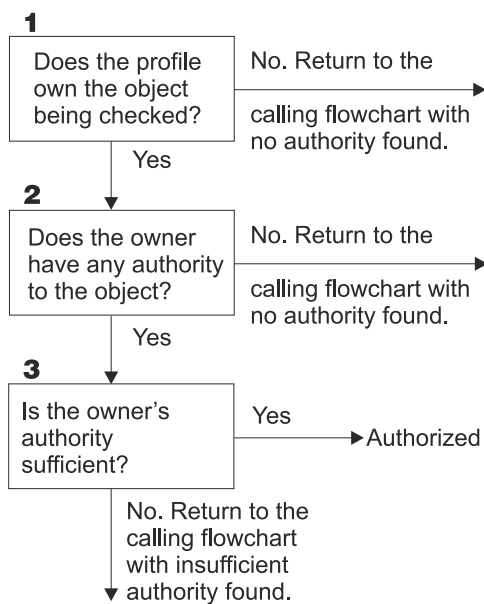 1
Does the profile
own the object
being checked?
No. Return to the
calling flowchart with
no authority found.
Yes
2
Does the owner
have any authority
to the object?
No. Return to the
calling flowchart with
no authority found.
Yes
3
Is the owner's
authority
sufficient?
Yes
Authorized
No. Return to the
calling flowchart
with insufficient
authority found.